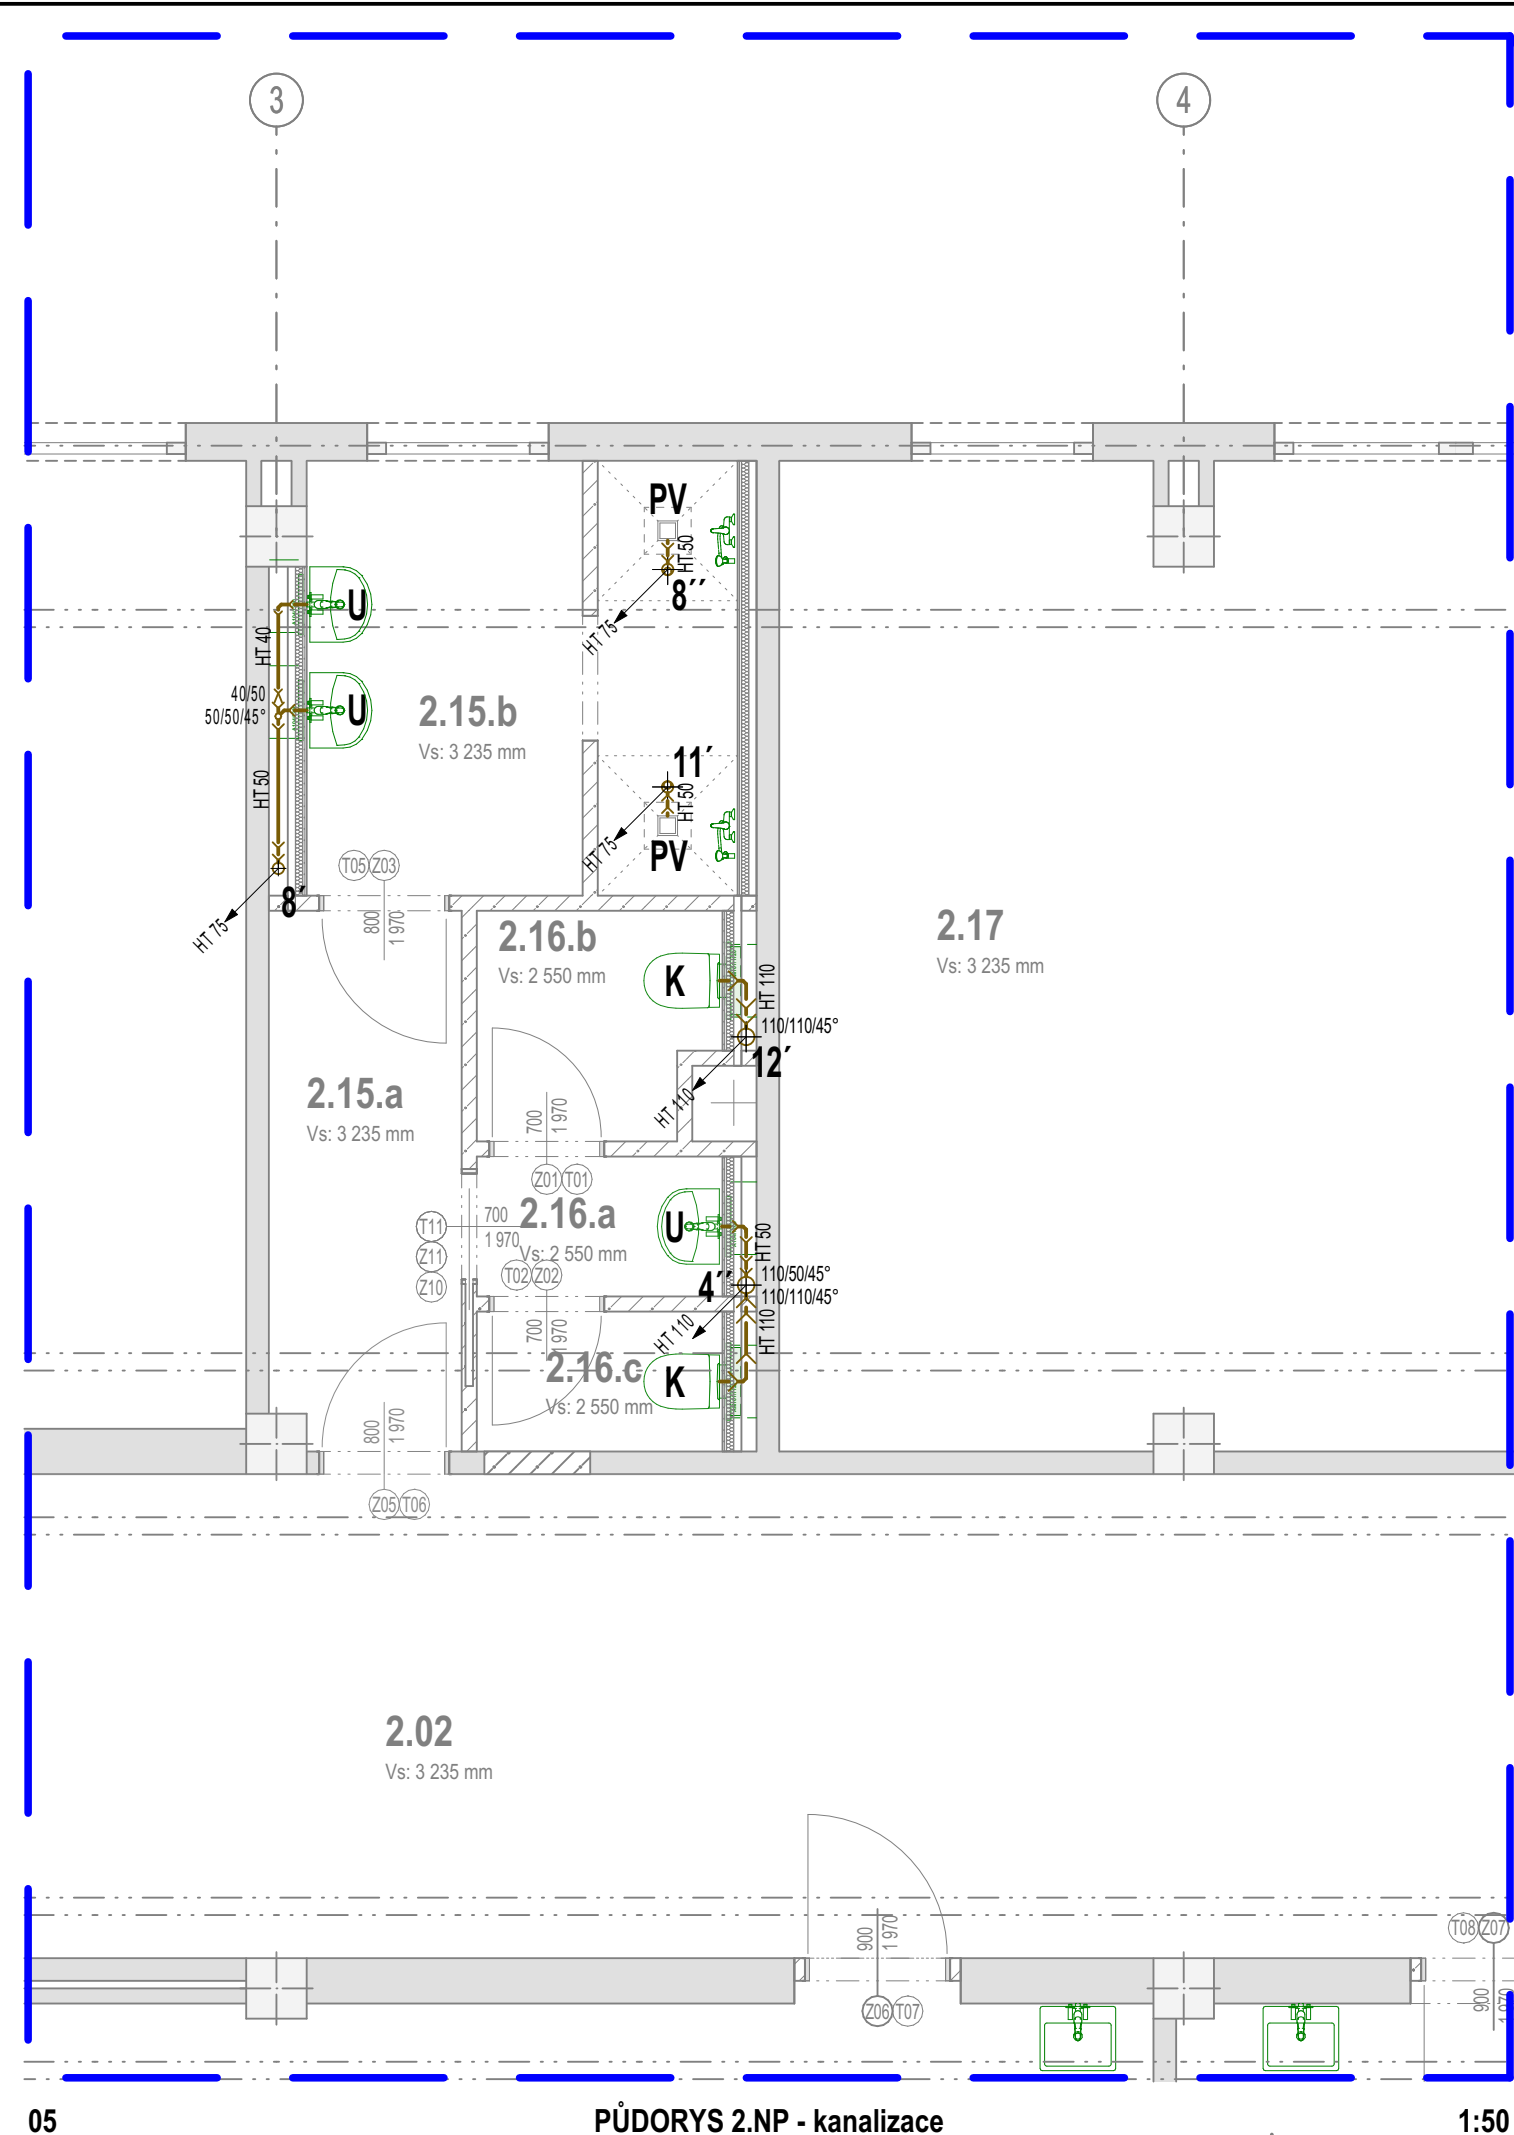 3
4
PV
HT 50
8´´
HT 75
U
HT 40
40/50
50/50/45°
U
2.15.b
Vs: 3 235 mm
11´
HT 50
HT 75
PV
HT 50
T05 Z03
8´
HT 75
800
1 970
2.16.b
Vs: 2 550 mm
2.17
Vs: 3 235 mm
K
HT 110
110/110/45°
12´
HT 110
2.15.a
Vs: 3 235 mm
700
1 970
Z01 T01
T11
Z11
Z10
700
1 970
2.16.a
Vs: 2 550 mm
U
HT 50
T02 Z02
4´´
110/50/45°
110/110/45°
HT 110
HT 110
700
1 970
2.16.c
Vs: 2 550 mm
K
800
1 970
Z05 T06
2.02
Vs: 3 235 mm
900
1 970
Z06 T07
T08 Z07
900
1 970
05
PŮDORYS 2.NP - kanalizace
1:50